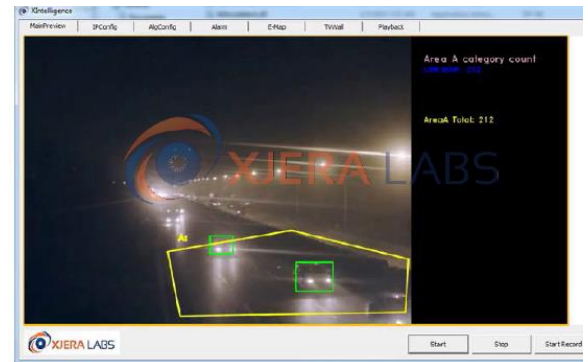 XIntelligence
MainPreview IPConfig AlgConfig Alarm E-Map TVWall Playback
Area A category count
AreaA Total: 212
XJERA LABS
XJERA LABS
Start Stop Start Record